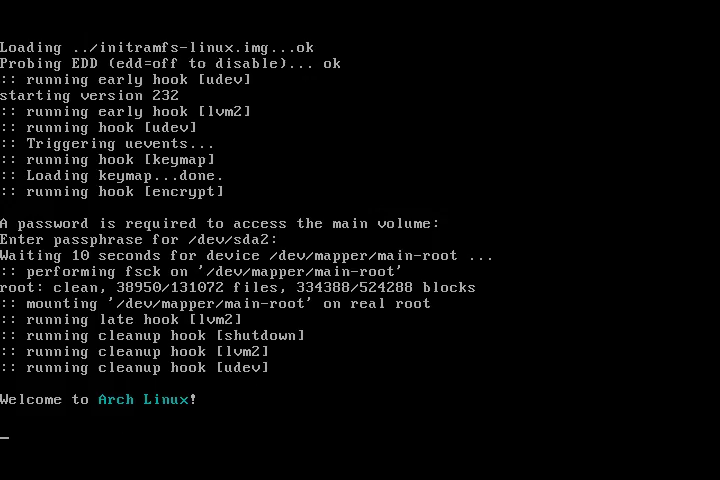 Loading ../initramfs-linux.img...ok
Probing EDD (edd=off to disable)... ok
:: running early hook [udev]
starting version 232
:: running early hook [lvm2]
:: running hook [udev]
:: Triggering uevents...
:: running hook [keymap]
:: Loading keymap...done.
:: running hook [encrypt]
A password is required to access the main volume:
Enter passphrase for /dev/sda2:
Waiting 10 seconds for device /dev/mapper/main-root ...
:: performing fsck on '/dev/mapper/main-root'
root: clean, 38950/131072 files, 334388/524288 blocks
:: mounting '/dev/mapper/main-root' on real root
:: running late hook [lvm2]
:: running cleanup hook [shutdown]
:: running cleanup hook [lvm2]
:: running cleanup hook [udev]
Welcome to Arch Linux!